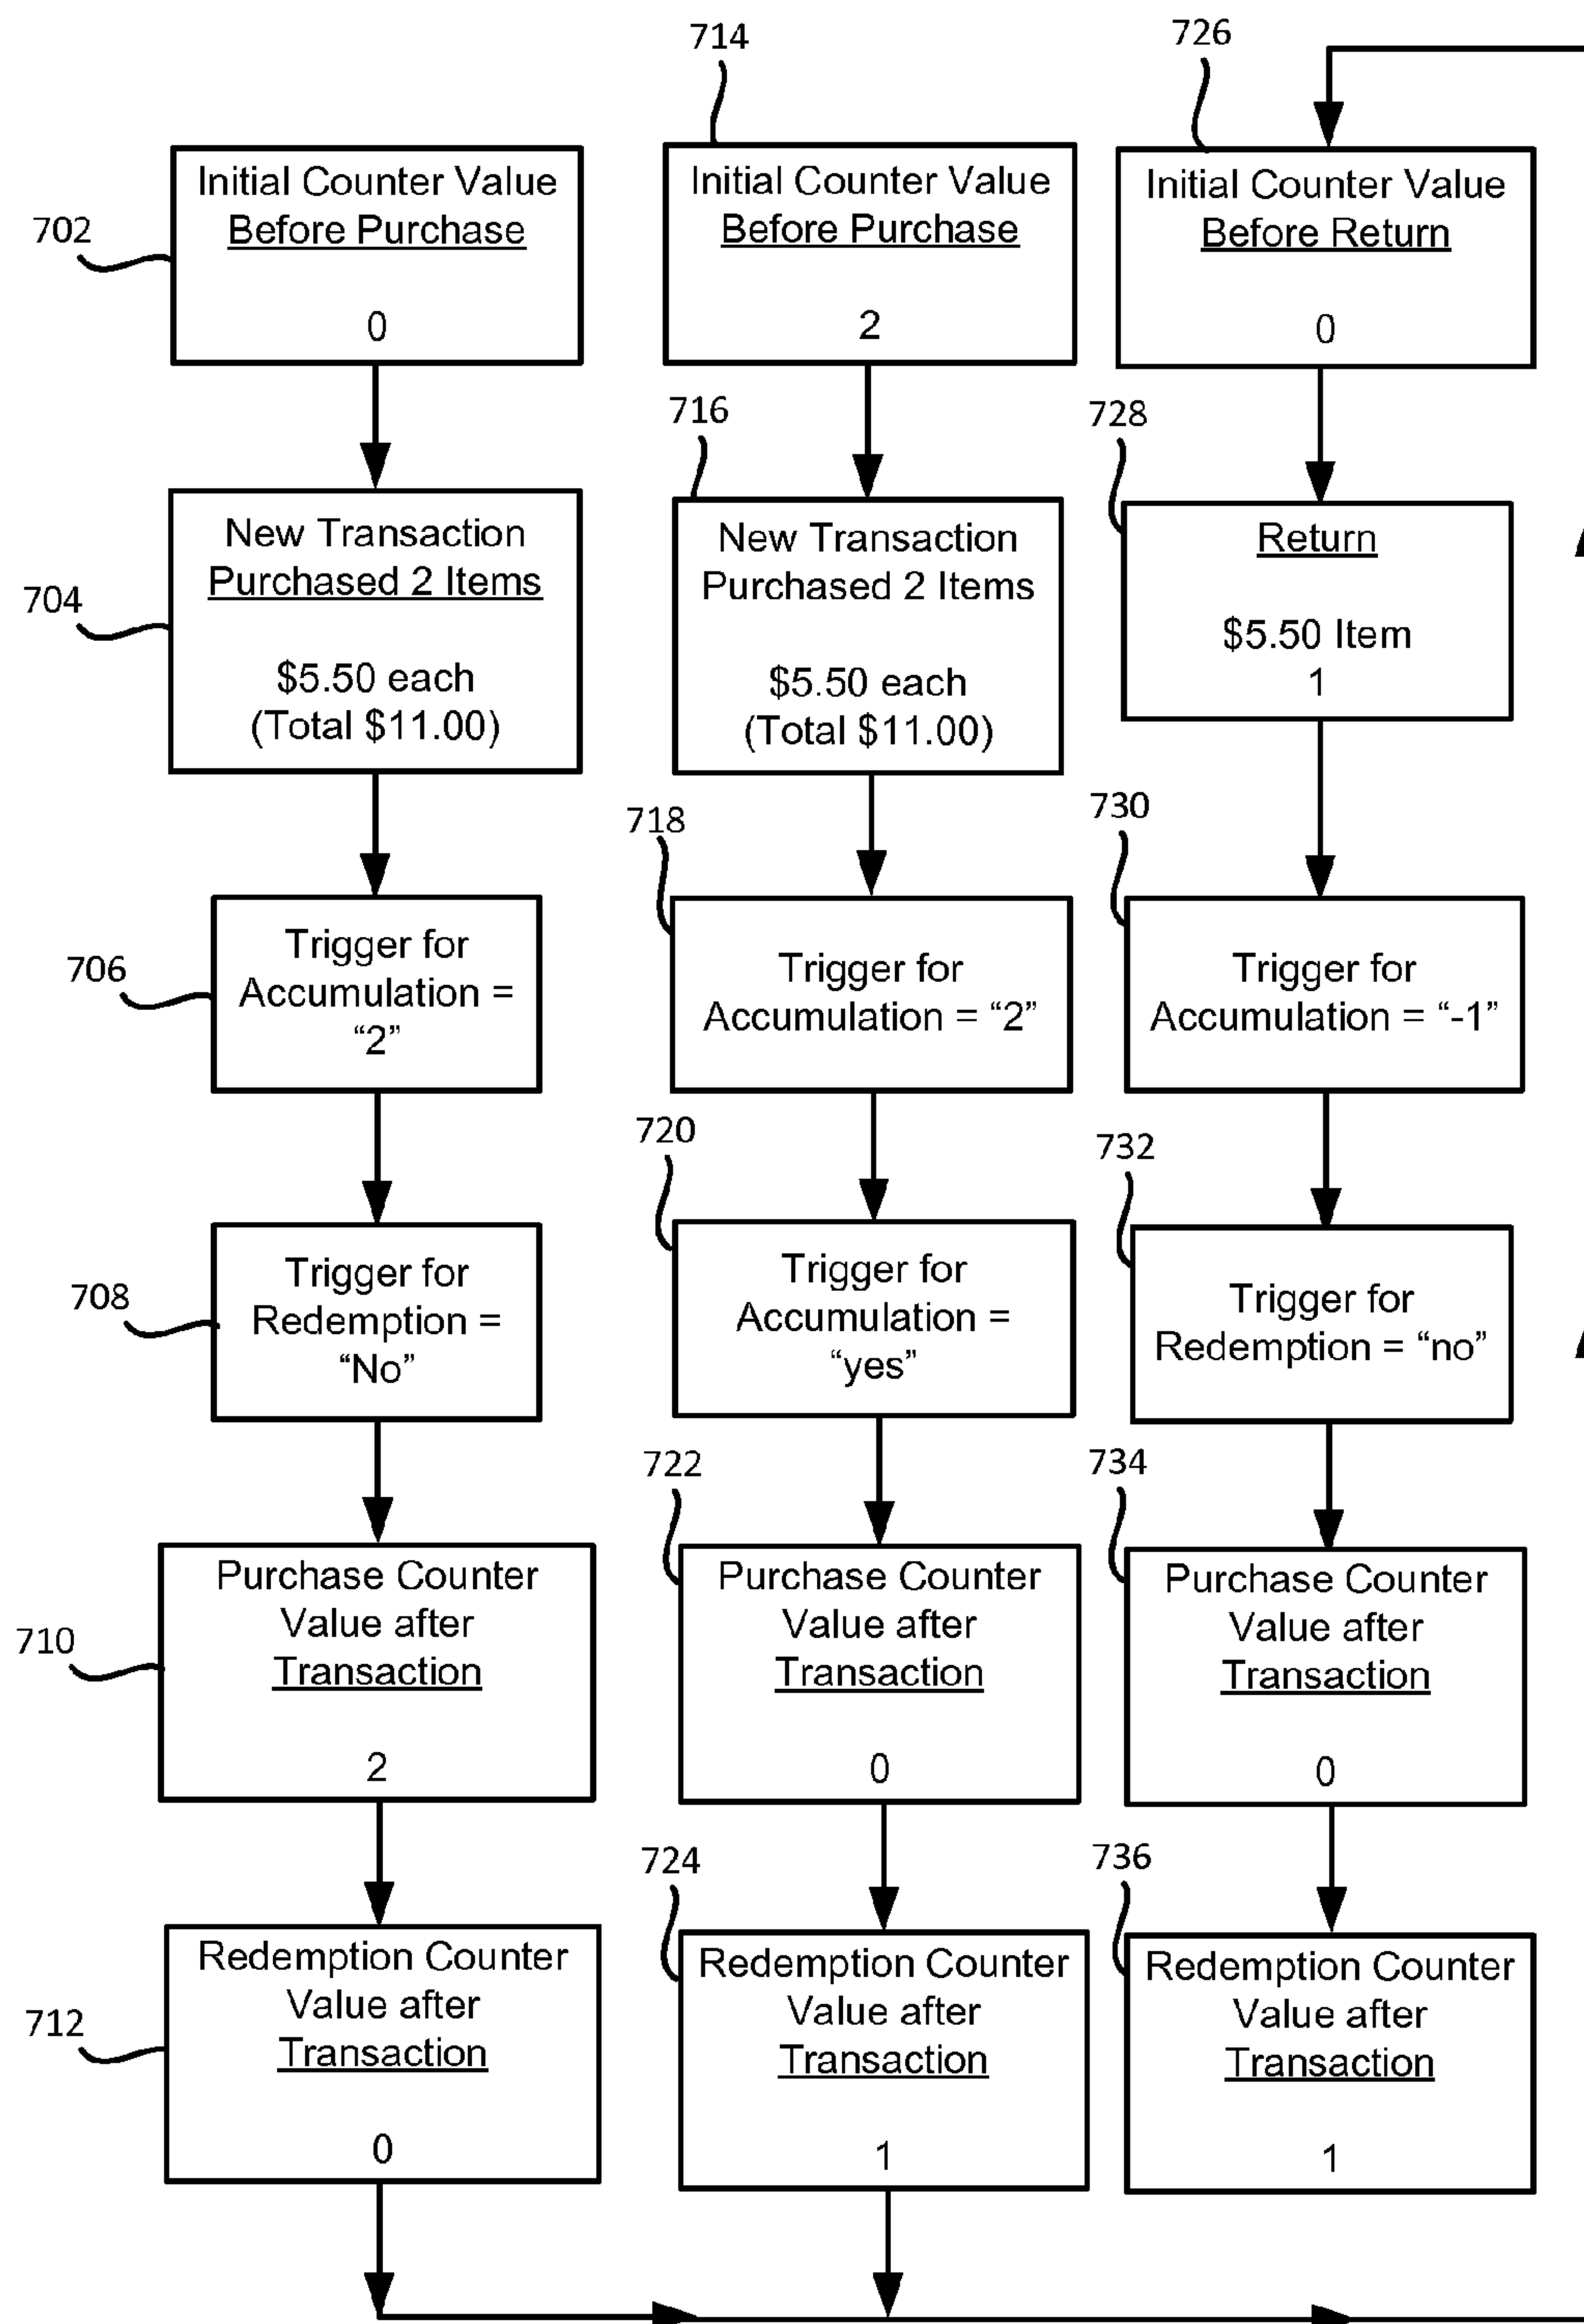 702
Initial Counter Value
Before Purchase
0
704
New Transaction
Purchased 2 Items
$5.50 each
(Total $11.00)
706
Trigger for
Accumulation =
“2”
708
Trigger for
Redemption =
“No”
710
Purchase Counter
Value after
Transaction
2
712
Redemption Counter
Value after
Transaction
0
714
Initial Counter Value
Before Purchase
2
716
New Transaction
Purchased 2 Items
$5.50 each
(Total $11.00)
718
Trigger for
Accumulation = “2”
720
Trigger for
Accumulation =
“yes”
722
Purchase Counter
Value after
Transaction
0
724
Redemption Counter
Value after
Transaction
1
726
Initial Counter Value
Before Return
0
728
Return
$5.50 Item
1
730
Trigger for
Accumulation = “-1”
732
Trigger for
Redemption = “no”
734
Purchase Counter
Value after
Transaction
0
736
Redemption Counter
Value after
Transaction
1